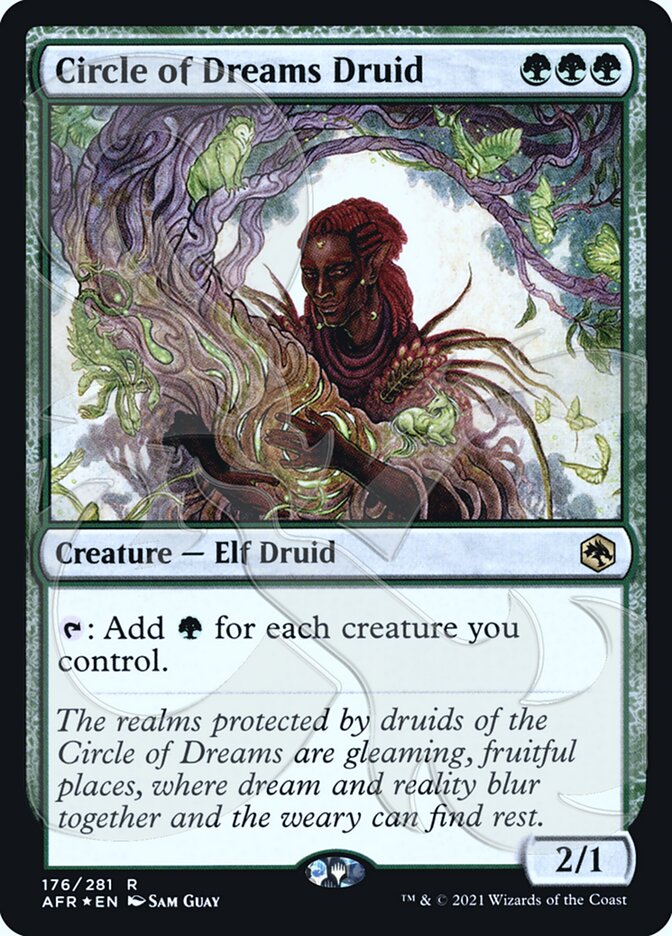 Circle of Dreams Druid
Creature — Elf Druid
: Add for each creature you
control.
The realms protected by druids of the
Circle of Dreams are gleaming, fruitful
places, where dream and reality blur
together and the weary can find rest.
2/1
176/281 R
AFR ★ EN Sam Guay
™ & © 2021 Wizards of the Coast